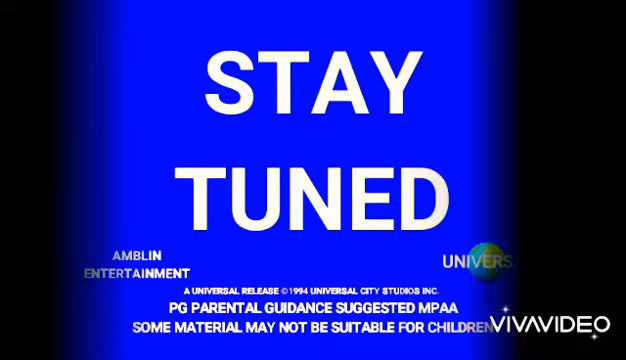 STAY
TUNED
AMBLIN
ENTERTAINMENT
UNIVERSAL
A UNIVERSAL RELEASE ©1994 UNIVERSAL CITY STUDIOS INC.
PG PARENTAL GUIDANCE SUGGESTED MPAA
SOME MATERIAL MAY NOT BE SUITABLE FOR CHILDREN
VIVAVIDEO